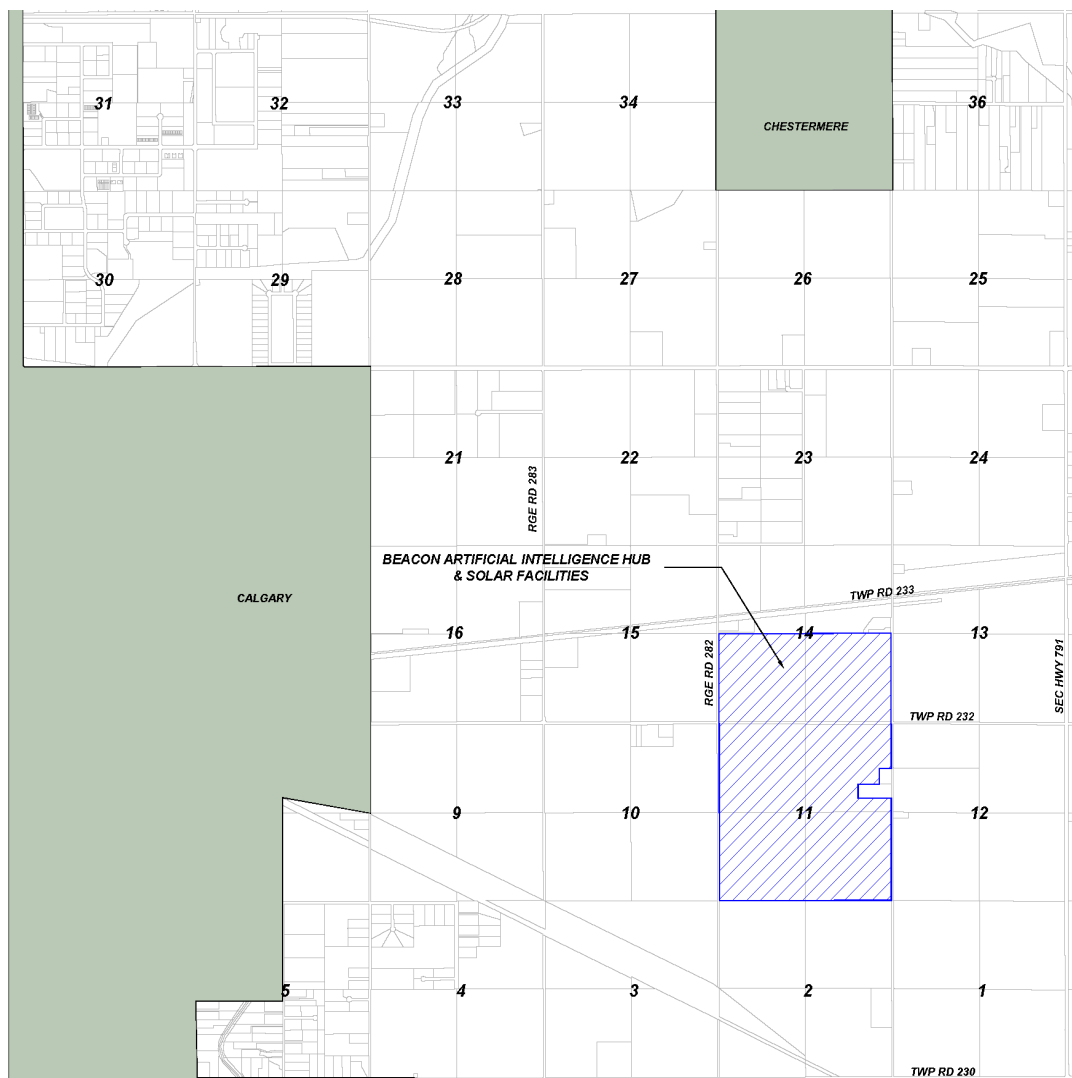 31
32
33
34
CHESTERMERE
36
30
29
28
27
26
25
21
RGE RD 283
22
23
24
BEACON ARTIFICIAL INTELLIGENCE HUB
& SOLAR FACILITIES
CALGARY
TWP RD 233
16
15
14
13
RGE RD 282
SEC HWY 791
TWP RD 232
9
10
11
12
5
4
3
2
1
TWP RD 230